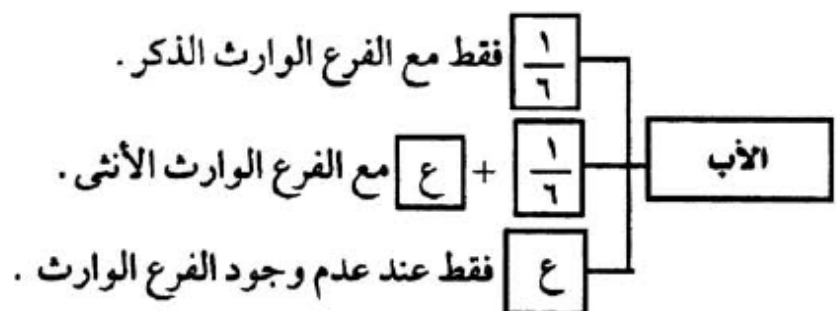 ١/٦ فقط مع الفرع الوارث الذكر .
الأب
١/٦ + ع مع الفرع الوارث الأنثى .
ع فقط عند عدم وجود الفرع الوارث .